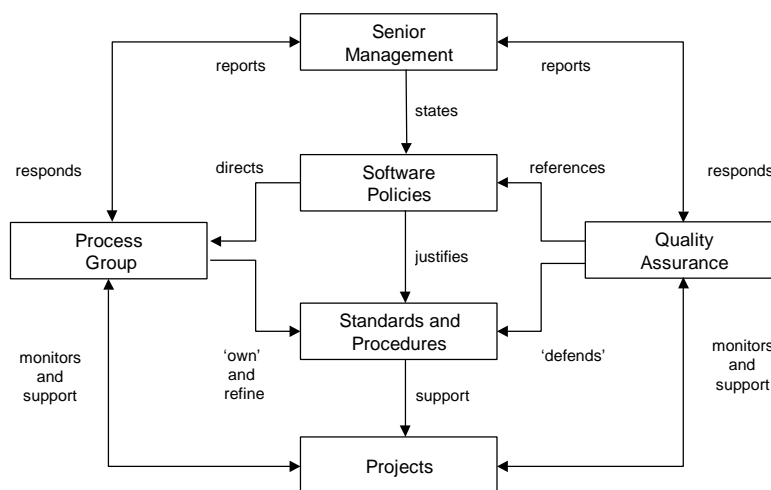 Senior
Management
reports
reports
states
responds
directs
Software
Policies
references
responds
Process
Group
justifies
Quality
Assurance
Standards and
Procedures
monitors
and
support
‘own’
and
refine
‘defends’
monitors
and
support
support
Projects